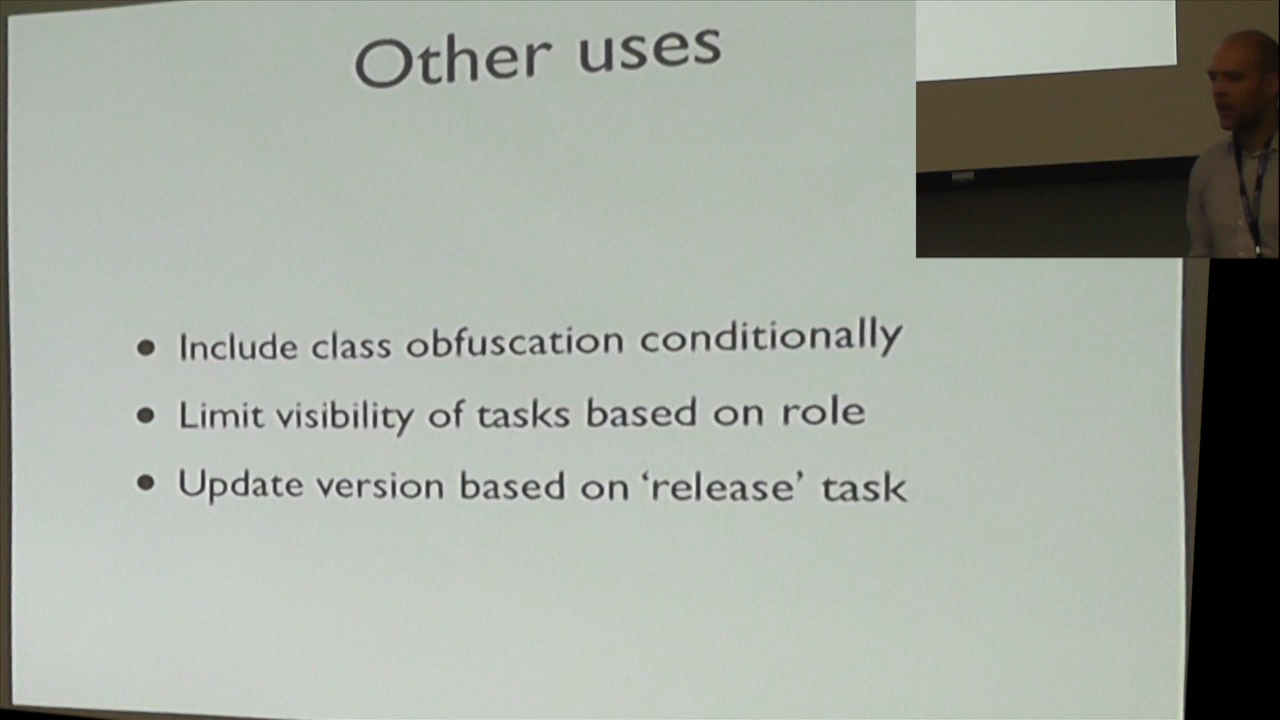 Other uses
• Include class obfuscation conditionally
• Limit visibility of tasks based on role
• Update version based on ‘release’ task